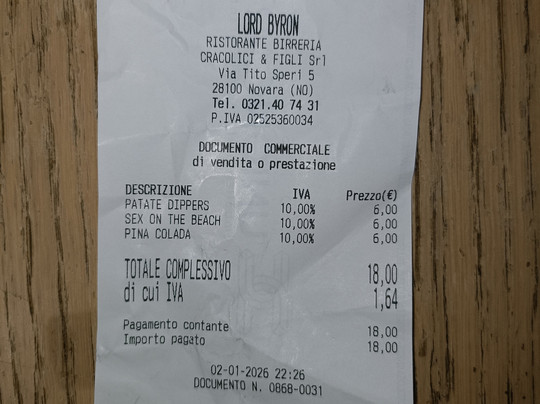 LORD BYRON
RISTORANTE BIRRERIA
CRACOLICI & FIGLI Srl
Via Tito Speri 5
28100 Novara (NO)
Tel. 0321.40 74 31
P.IVA 02525360034
DOCUMENTO COMMERCIALE
di vendita o prestazione
DESCRIZIONE IVA Prezzo(€)
PATATE DIPPERS 10,00% 6,00
SEX ON THE BEACH 10,00% 6,00
PINA COLADA 10,00% 6,00
TOTALE COMPLESSIVO 18,00
di cui IVA 1,64
Pagamento contante 18,00
Importo pagato 18,00
02-01-2026 22:26
DOCUMENTO N. 0868-0031